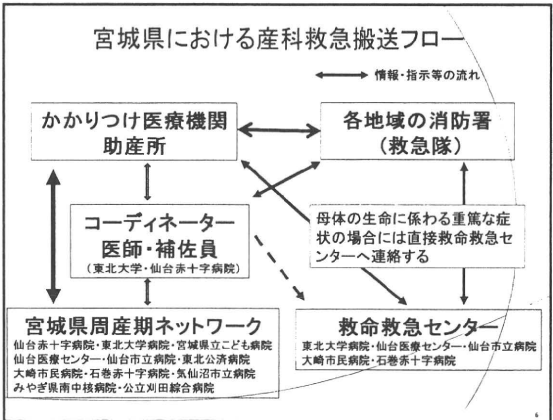 宮城県における産科救急搬送フロー
情報・指示等の流れ
かかりつけ医療機関
助産所
各地域の消防署
(救急隊)
コーディネーター
医師・補佐員
(東北大学・仙台赤十字病院)
母体の生命に係わる重篤な症
状の場合には直接救命救急セ
ンターへ連絡する
宮城県周産期ネットワーク
仙台赤十字病院・東北大学病院・宮城県立こども病院
仙台医療センター・仙台市立病院・東北公済病院
大崎市民病院・石巻赤十字病院・気仙沼市立病院
みやぎ県南中核病院・公立刈田綜合病院
救命救急センター
東北大学病院・仙台医療センター・仙台市立病院
大崎市民病院・石巻赤十字病院
6